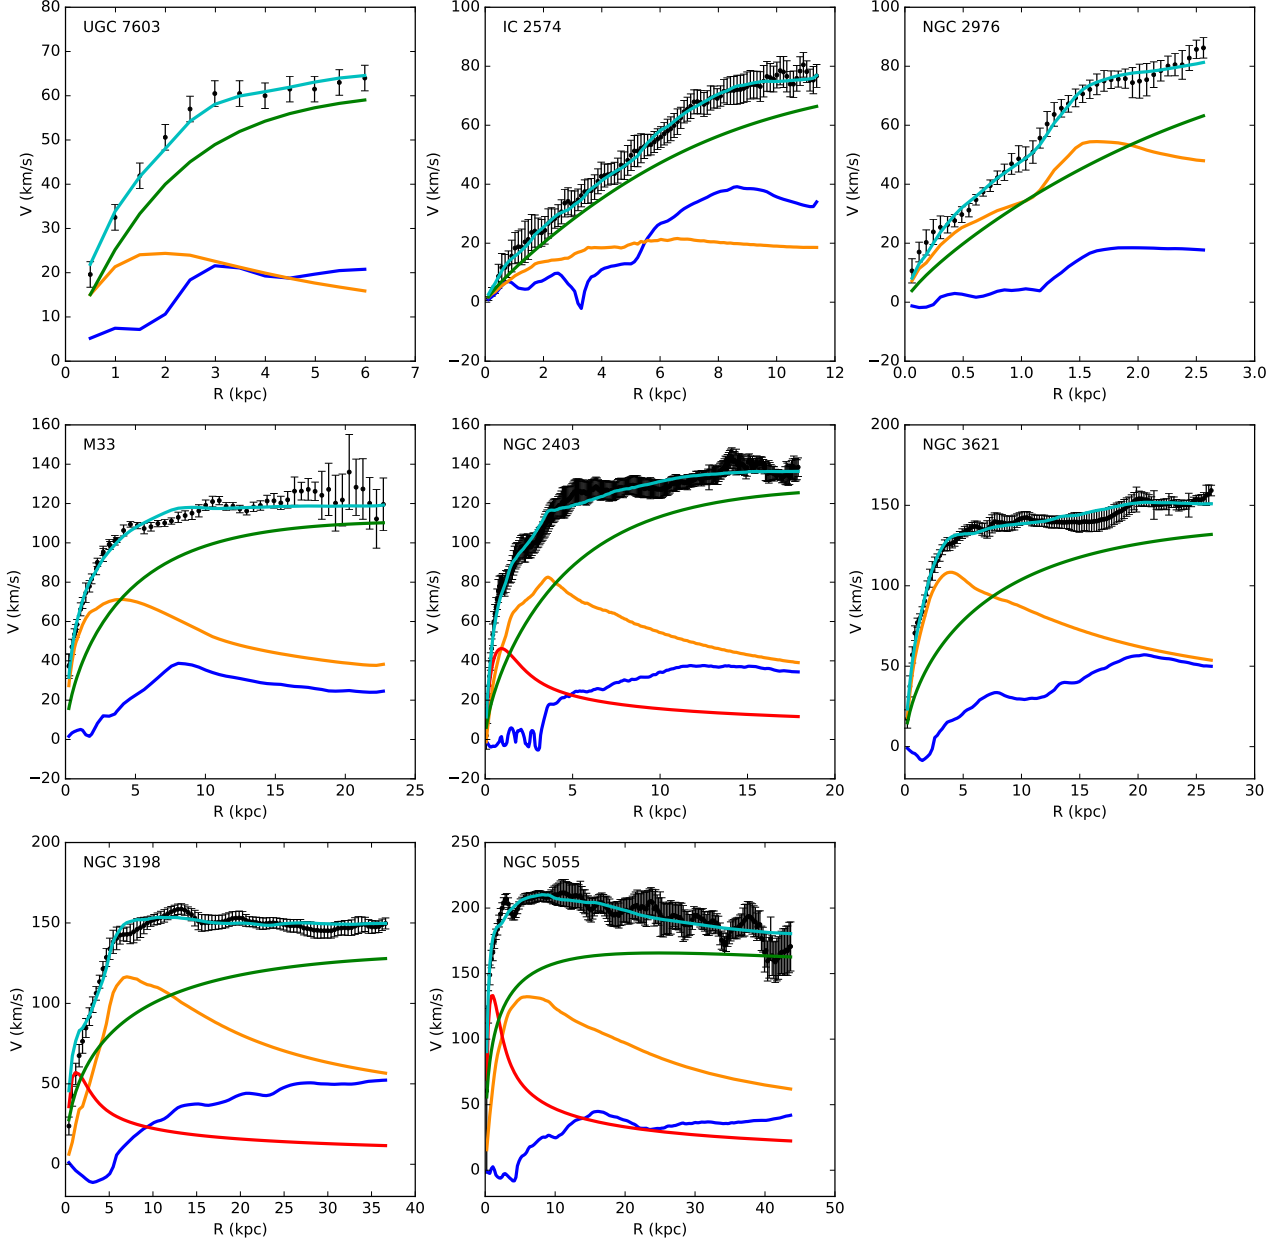 UGC 7603
80
70
60
50
40
30
20
10
0
V (km/s)
0 1 2 3 4 5 6 7
R (kpc)
IC 2574
100
80
60
40
20
0
−20
V (km/s)
0 2 4 6 8 10 12
R (kpc)
NGC 2976
100
80
60
40
20
0
−20
V (km/s)
0.0 0.5 1.0 1.5 2.0 2.5 3.0
R (kpc)
M33
160
140
120
100
80
60
40
20
0
−20
V (km/s)
0 5 10 15 20 25
R (kpc)
NGC 2403
160
140
120
100
80
60
40
20
0
−20
V (km/s)
0 5 10 15 20
R (kpc)
NGC 3621
200
150
100
50
0
V (km/s)
0 5 10 15 20 25 30
R (kpc)
NGC 3198
200
150
100
50
0
V (km/s)
0 5 10 15 20 25 30 35 40
R (kpc)
NGC 5055
250
200
150
100
50
0
V (km/s)
0 10 20 30 40 50
R (kpc)